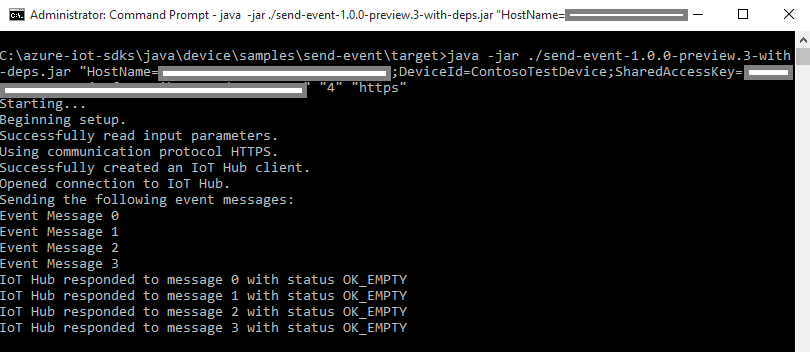 Administrator: Command Prompt - java -jar ./send-event-1.0.0-preview.3-with-deps.jar "HostName=
C:\azure-iot-sdks\java\device\samples\send-event\target>java -jar ./send-event-1.0.0-preview.3-with
-deps.jar "HostName= ;DeviceId=ContosoTestDevice;SharedAccessKey=
" "4" "https"
Starting...
Beginning setup.
Successfully read input parameters.
Using communication protocol HTTPS.
Successfully created an IoT Hub client.
Opened connection to IoT Hub.
Sending the following event messages:
Event Message 0
Event Message 1
Event Message 2
Event Message 3
IoT Hub responded to message 0 with status OK_EMPTY
IoT Hub responded to message 1 with status OK_EMPTY
IoT Hub responded to message 2 with status OK_EMPTY
IoT Hub responded to message 3 with status OK_EMPTY